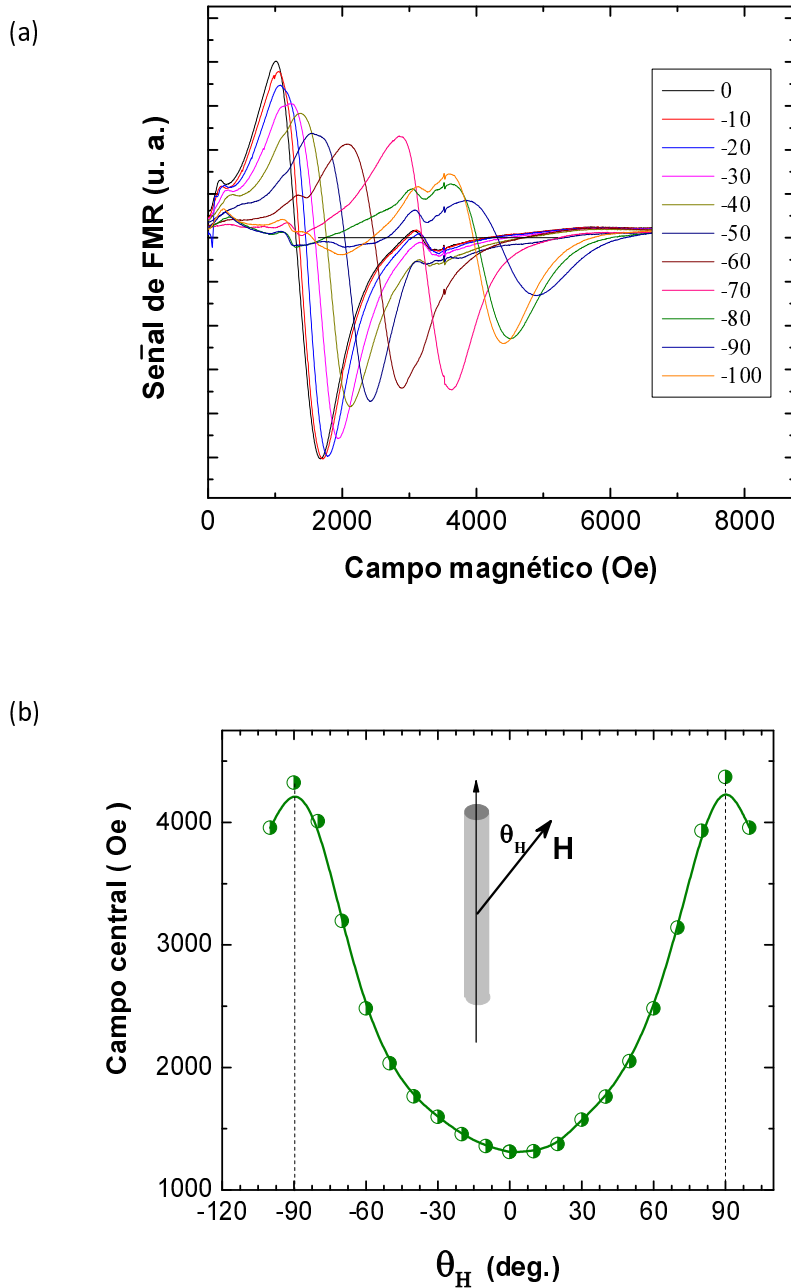 (a)
Señal de FMR (u. a.)
0
-10
-20
-30
-40
-50
-60
-70
-80
-90
-100
0 2000 4000 6000 8000
Campo magnético (Oe)
(b)
Campo central ( Oe )
4000
3000
2000
1000
θH
H
-120 -90 -60 -30 0 30 60 90
θH (deg.)